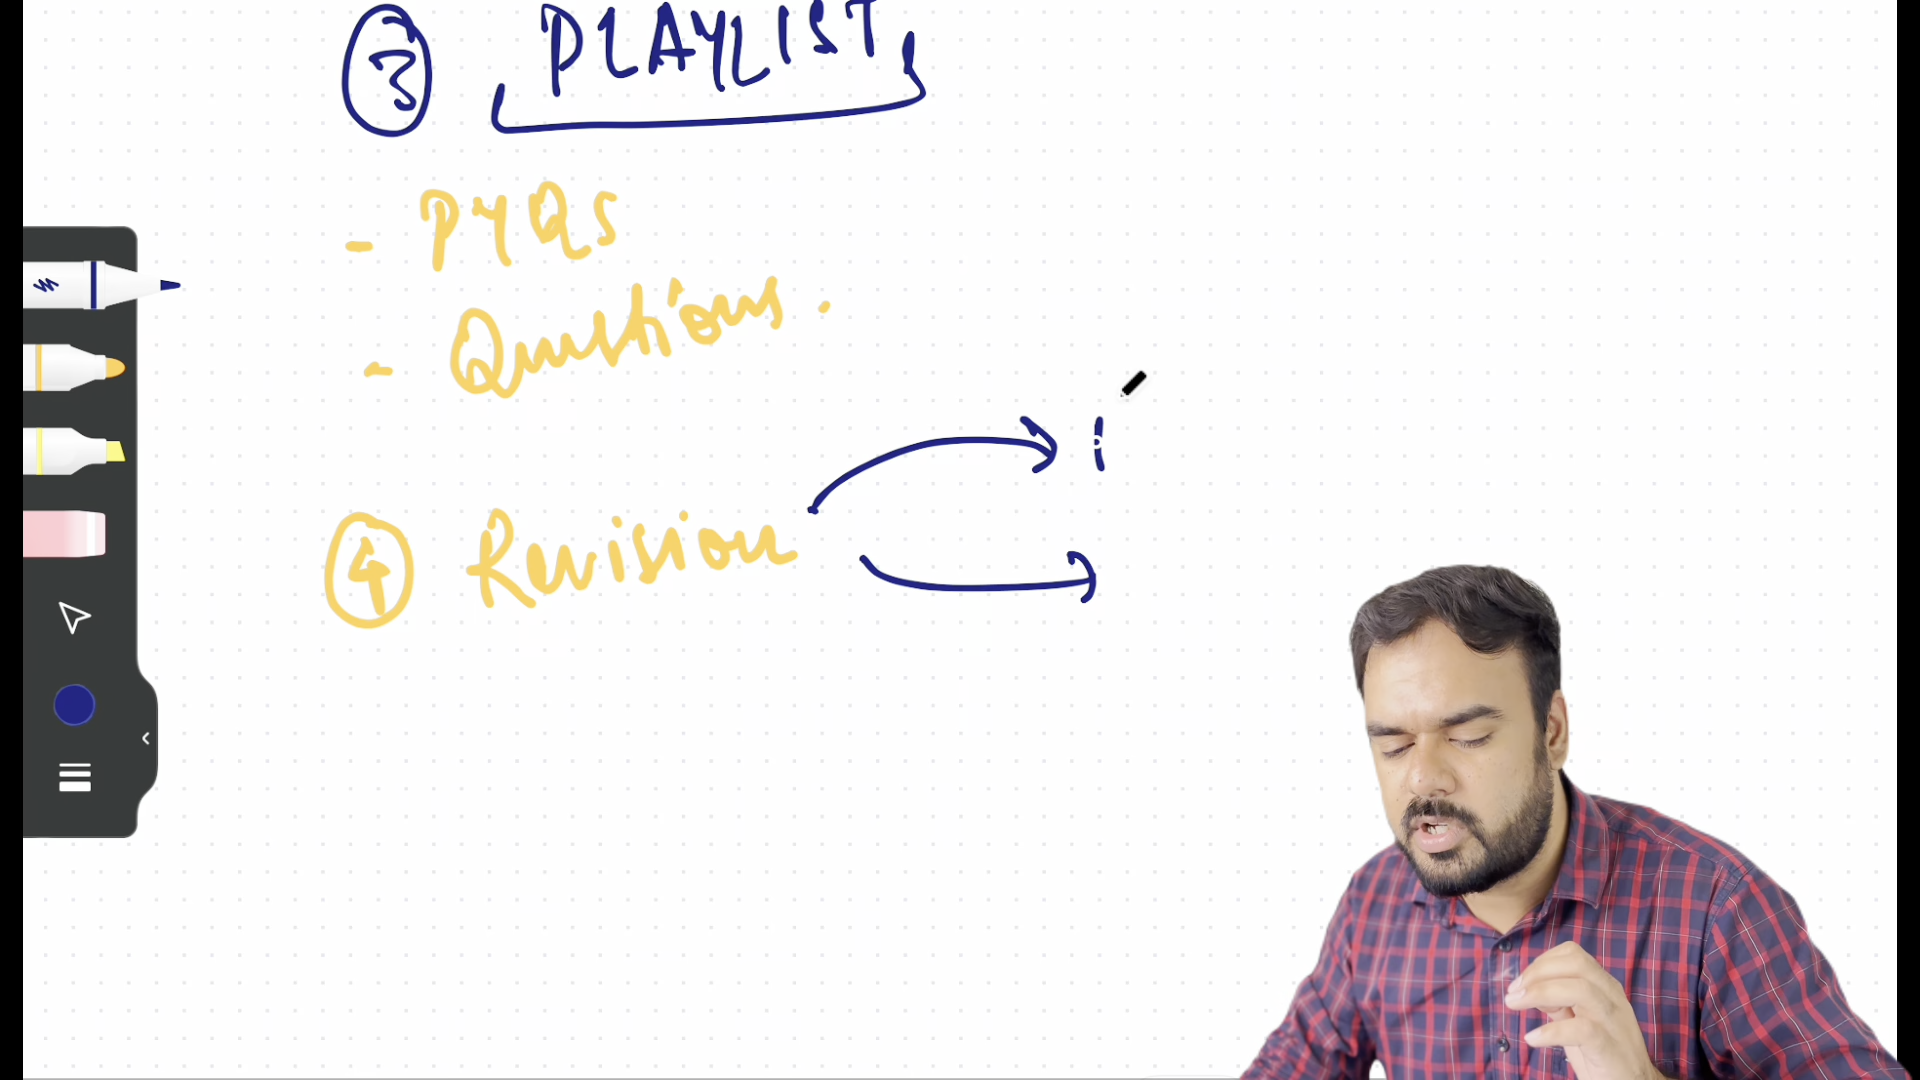 3 PLAYLIST
- PYQs
- Questions.
4 Revision